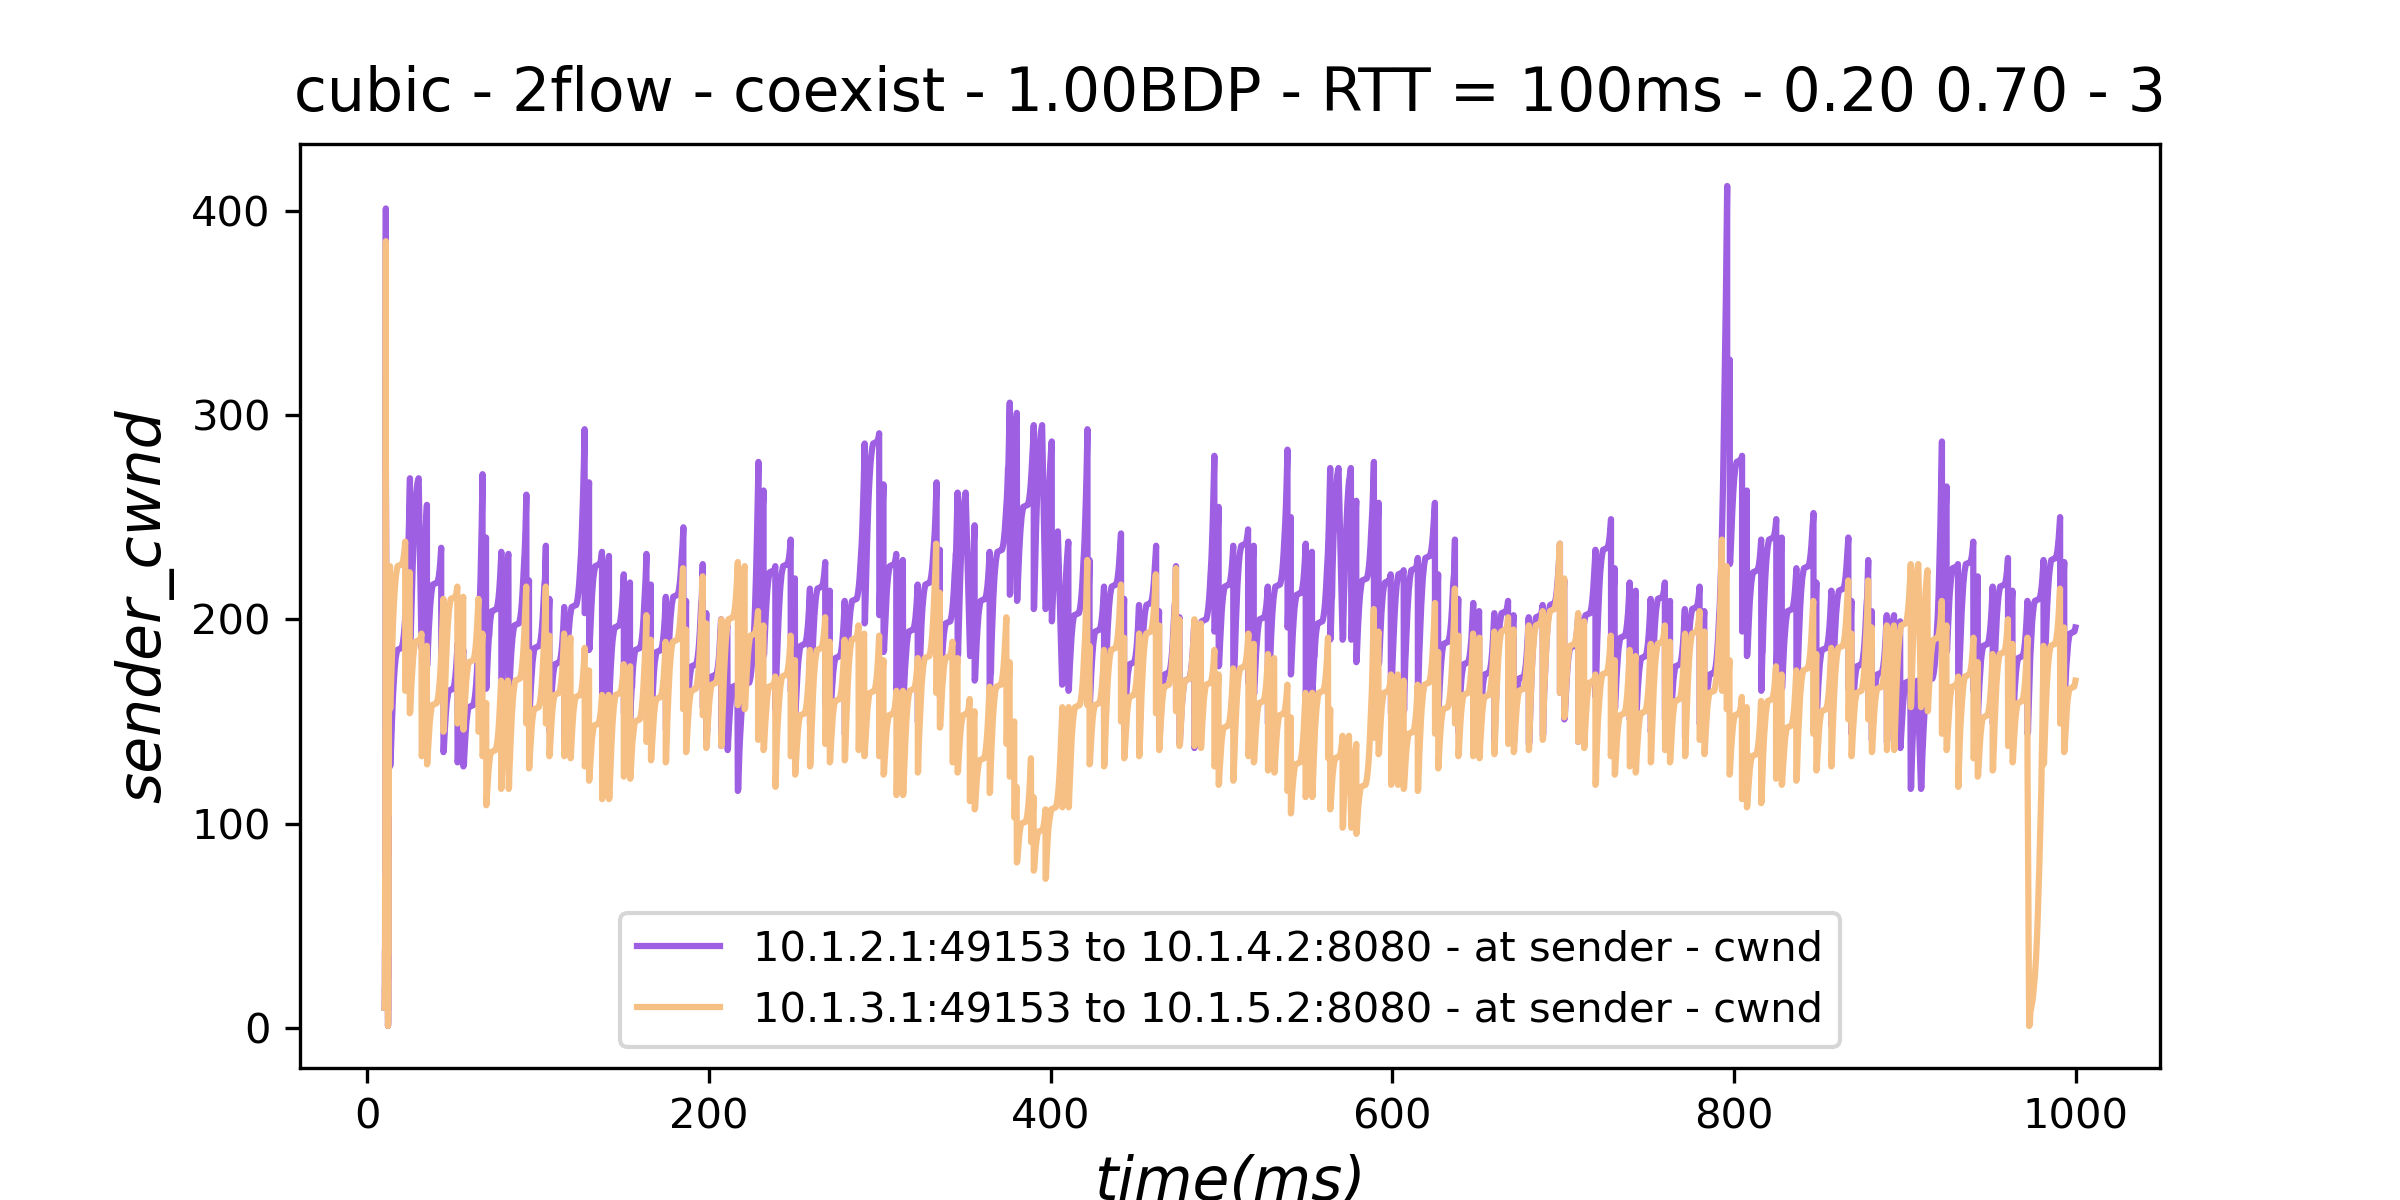 cubic - 2flow - coexist - 1.00BDP - RTT = 100ms - 0.20 0.70 - 3
sender_cwnd
400
300
200
100
0
10.1.2.1:49153 to 10.1.4.2:8080 - at sender - cwnd
10.1.3.1:49153 to 10.1.5.2:8080 - at sender - cwnd
0 200 400 600 800 1000
time(ms)